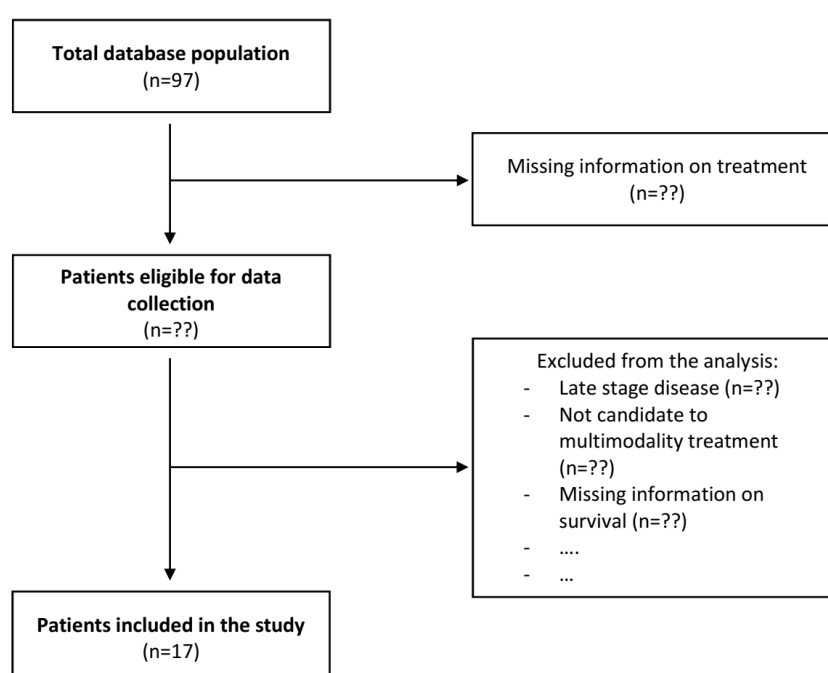 Total database population
(n=97)
Missing information on treatment
(n=??)
Patients eligible for data
collection
(n=??)
Excluded from the analysis:
- Late stage disease (n=??)
- Not candidate to
multimodality treatment
(n=??)
- Missing information on
survival (n=??)
- ....
- ...
Patients included in the study
(n=17)